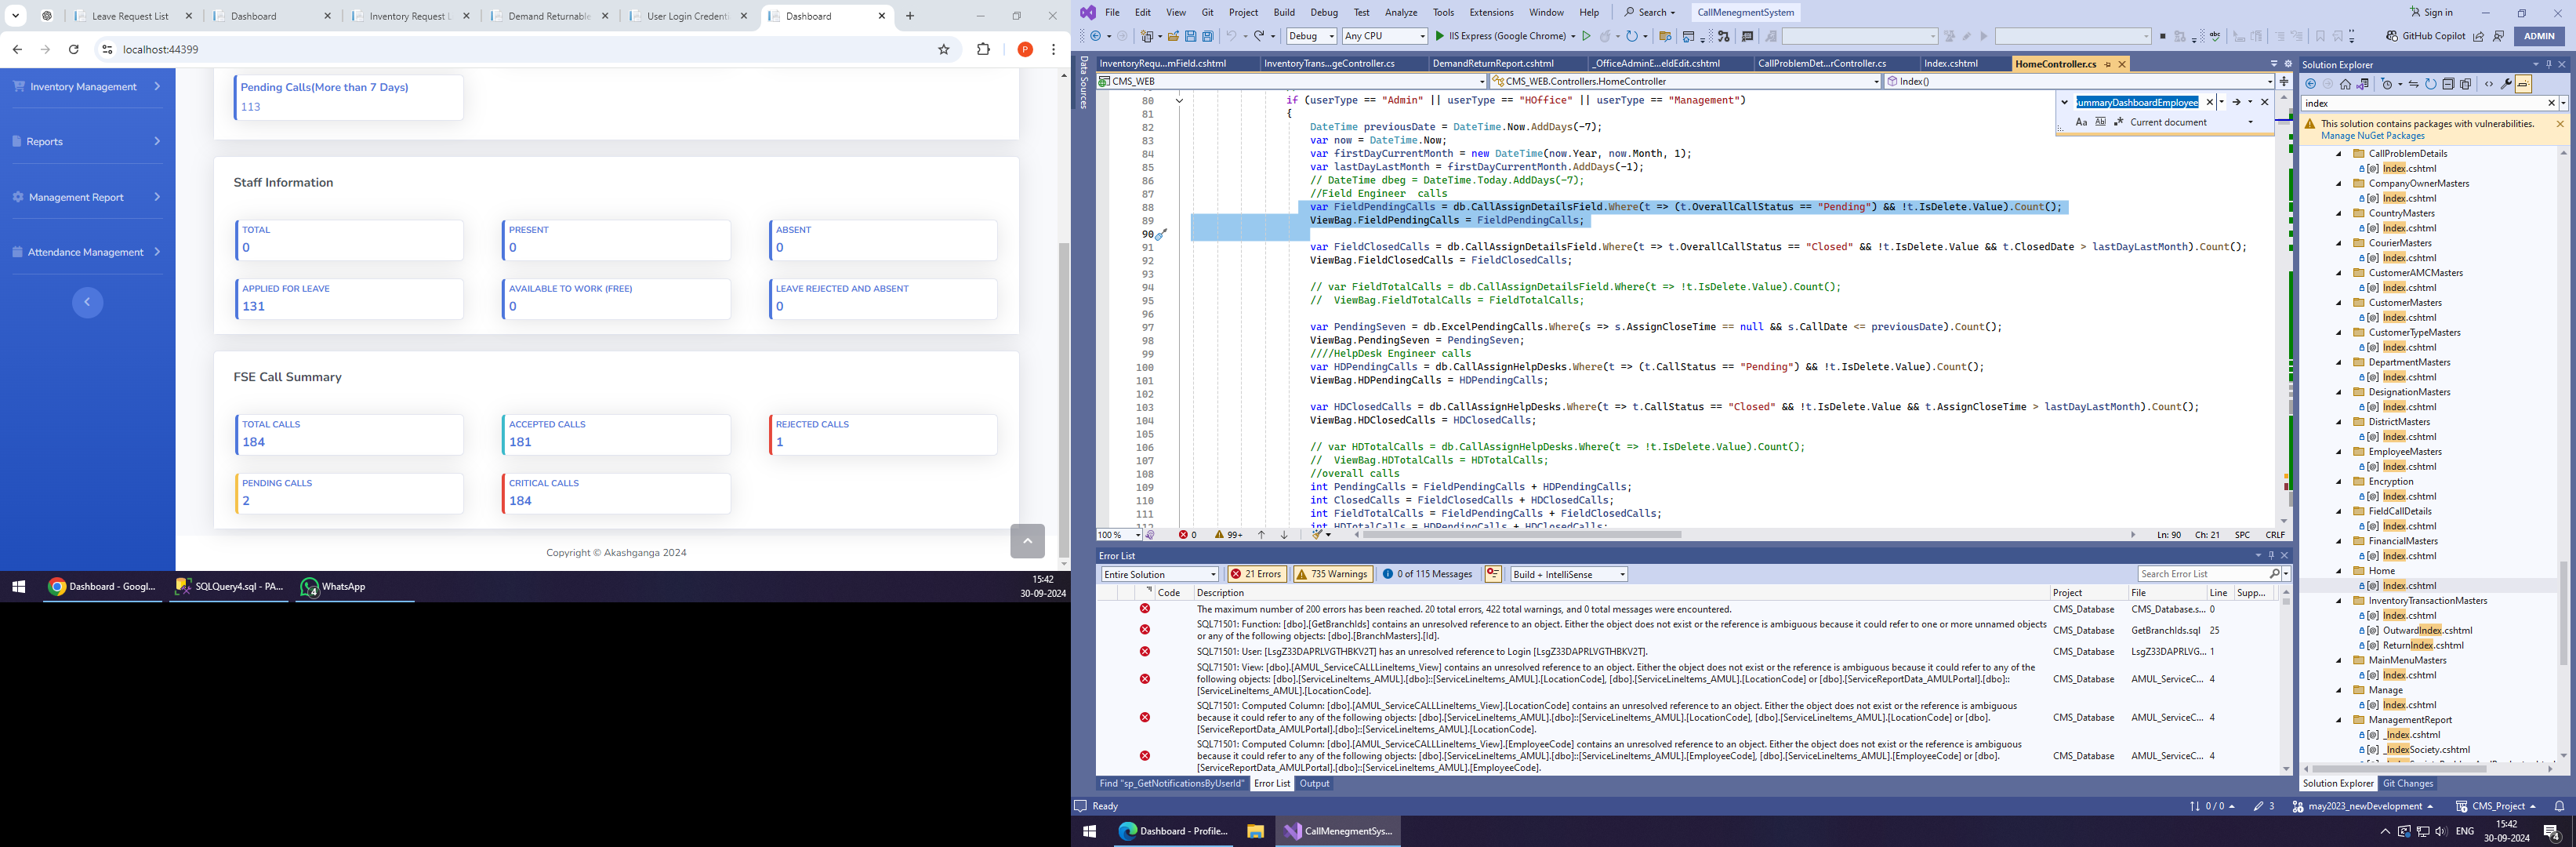 Leave Request List
Dashboard
Inventory Request L
Demand Returnable
User Login Credenti
Dashboard
localhost:44399
P
Inventory Management
Reports
Management Report
Attendance Management
Pending Calls(More than 7 Days)
113
Staff Information
TOTAL
0
PRESENT
0
ABSENT
0
APPLIED FOR LEAVE
131
AVAILABLE TO WORK (FREE)
0
LEAVE REJECTED AND ABSENT
0
FSE Call Summary
TOTAL CALLS
184
ACCEPTED CALLS
181
REJECTED CALLS
1
PENDING CALLS
2
CRITICAL CALLS
184
Copyright © Akashganga 2024
Dashboard - Googl...
SQLQuery4.sql - PA...
4
WhatsApp
15:42
30-09-2024
File Edit View Git Project Build Debug Test Analyze Tools Extensions Window Help Search CallMenegmentSystem Sign in
Debug Any CPU IIS Express (Google Chrome) GitHub Copilot ADMIN
Data Sources
InventoryRequ...mField.cshtml InventoryTrans...geController.cs DemandReturnReport.cshtml _OfficeAdminE...eldEdit.cshtml CallProblemDet...rController.cs Index.cshtml HomeController.cs
CMS_WEB CMS_WEB.Controllers.HomeController Index()
ummaryDashboardEmployee
Aa Current document
80 if (userType == "Admin" || userType == "HOffice" || userType == "Management")
81 {
82 DateTime previousDate = DateTime.Now.AddDays(-7);
83 var now = DateTime.Now;
84 var firstDayCurrentMonth = new DateTime(now.Year, now.Month, 1);
85 var lastDayLastMonth = firstDayCurrentMonth.AddDays(-1);
86 // DateTime dbeg = DateTime.Today.AddDays(-7);
87 //Field Engineer calls
88 var FieldPendingCalls = db.CallAssignDetailsField.Where(t => (t.OverallCallStatus == "Pending") && !t.IsDelete.Value).Count();
89 ViewBag.FieldPendingCalls = FieldPendingCalls;
90
91 var FieldClosedCalls = db.CallAssignDetailsField.Where(t => t.OverallCallStatus == "Closed" && !t.IsDelete.Value && t.ClosedDate > lastDayLastMonth).Count();
92 ViewBag.FieldClosedCalls = FieldClosedCalls;
93
94 // var FieldTotalCalls = db.CallAssignDetailsField.Where(t => !t.IsDelete.Value).Count();
95 // ViewBag.FieldTotalCalls = FieldTotalCalls;
96
97 var PendingSeven = db.ExcelPendingCalls.Where(s => s.AssignCloseTime == null && s.CallDate <= previousDate).Count();
98 ViewBag.PendingSeven = PendingSeven;
99 ////HelpDesk Engineer calls
100 var HDPendingCalls = db.CallAssignHelpDesks.Where(t => (t.CallStatus == "Pending") && !t.IsDelete.Value).Count();
101 ViewBag.HDPendingCalls = HDPendingCalls;
102
103 var HDClosedCalls = db.CallAssignHelpDesks.Where(t => t.CallStatus == "Closed" && !t.IsDelete.Value && t.AssignCloseTime > lastDayLastMonth).Count();
104 ViewBag.HDClosedCalls = HDClosedCalls;
105
106 // var HDTotalCalls = db.CallAssignHelpDesks.Where(t => !t.IsDelete.Value).Count();
107 // ViewBag.HDTotalCalls = HDTotalCalls;
108 //overall calls
109 int PendingCalls = FieldPendingCalls + HDPendingCalls;
110 int ClosedCalls = FieldClosedCalls + HDClosedCalls;
111 int FieldTotalCalls = FieldPendingCalls + FieldClosedCalls;
112 int HDTotalCalls = HDPendingCalls + HDClosedCalls;
100 % 0 99+ Ln: 90 Ch: 21 SPC CRLF
Error List
Entire Solution 21 Errors 735 Warnings 0 of 115 Messages Build + IntelliSense Search Error List
Code Description Project File Line Supp...
The maximum number of 200 errors has been reached. 20 total errors, 422 total warnings, and 0 total messages were encountered. CMS_Database CMS_Database.s... 0
SQL71501: Function: [dbo].[GetBranchIds] contains an unresolved reference to an object. Either the object does not exist or the reference is ambiguous because it could refer to one or more unnamed objects
or any of the following objects: [dbo].[BranchMasters].[Id]. CMS_Database GetBranchIds.sql 25
SQL71501: User: [LsgZ33DAPRLVGTHBKV2T] has an unresolved reference to Login [LsgZ33DAPRLVGTHBKV2T]. CMS_Database LsgZ33DAPRLVG... 1
SQL71501: View: [dbo].[AMUL_ServiceCALLLineItems_View] contains an unresolved reference to an object. Either the object does not exist or the reference is ambiguous because it could refer to any of the
following objects: [dbo].[ServiceLineItems_AMUL].[dbo]::[ServiceLineItems_AMUL].[LocationCode], [dbo].[ServiceLineItems_AMUL].[LocationCode] or [dbo].[ServiceReportData_AMULPortal].[dbo]::
[ServiceLineItems_AMUL].[LocationCode]. CMS_Database AMUL_ServiceC... 4
SQL71501: Computed Column: [dbo].[AMUL_ServiceCALLLineItems_View].[LocationCode] contains an unresolved reference to an object. Either the object does not exist or the reference is ambiguous
because it could refer to any of the following objects: [dbo].[ServiceLineItems_AMUL].[dbo]::[ServiceLineItems_AMUL].[LocationCode], [dbo].[ServiceLineItems_AMUL].[LocationCode] or [dbo].
[ServiceReportData_AMULPortal].[dbo]::[ServiceLineItems_AMUL].[LocationCode]. CMS_Database AMUL_ServiceC... 4
SQL71501: Computed Column: [dbo].[AMUL_ServiceCALLLineItems_View].[EmployeeCode] contains an unresolved reference to an object. Either the object does not exist or the reference is ambiguous
because it could refer to any of the following objects: [dbo].[ServiceLineItems_AMUL].[dbo]::[ServiceLineItems_AMUL].[EmployeeCode], [dbo].[ServiceLineItems_AMUL].[EmployeeCode] or [dbo].
[ServiceReportData_AMULPortal].[dbo]::[ServiceLineItems_AMUL].[EmployeeCode]. CMS_Database AMUL_ServiceC... 4
Find "sp_GetNotificationsByUserId" Error List Output
Solution Explorer
index
This solution contains packages with vulnerabilities.
Manage NuGet Packages
CallProblemDetails
Index.cshtml
CompanyOwnerMasters
Index.cshtml
CountryMasters
Index.cshtml
CourierMasters
Index.cshtml
CustomerAMCMasters
Index.cshtml
CustomerMasters
Index.cshtml
CustomerTypeMasters
Index.cshtml
DepartmentMasters
Index.cshtml
DesignationMasters
Index.cshtml
DistrictMasters
Index.cshtml
EmployeeMasters
Index.cshtml
Encryption
Index.cshtml
FieldCallDetails
Index.cshtml
FinancialMasters
Index.cshtml
Home
Index.cshtml
InventoryTransactionMasters
Index.cshtml
OutwardIndex.cshtml
ReturnIndex.cshtml
MainMenuMasters
Index.cshtml
Manage
Index.cshtml
ManagementReport
_Index.cshtml
_IndexSociety.cshtml
Solution Explorer Git Changes
Ready 0 / 0 3 may2023_newDevelopment CMS_Project
Dashboard - Profile... CallMenegmentSys... ENG 15:42
30-09-2024 4